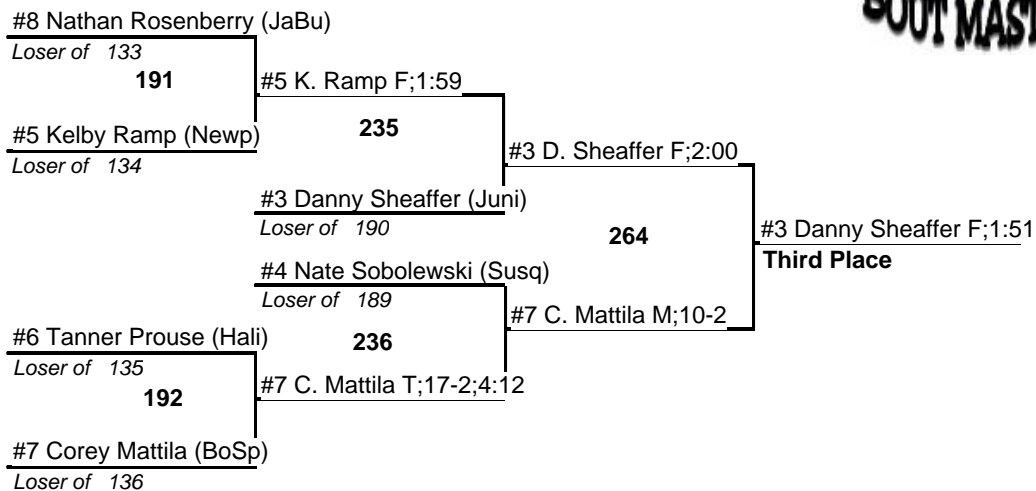 #8 Nathan Rosenberry (JaBu)
Loser of 133
191
#5 K. Ramp F;1:59
#5 Kelby Ramp (Newp)
Loser of 134
235
#3 D. Sheaffer F;2:00
#3 Danny Sheaffer (Juni)
Loser of 190
264
#3 Danny Sheaffer F;1:51
Third Place
#4 Nate Sobolewski (Susq)
Loser of 189
#7 C. Mattila M;10-2
#6 Tanner Prouse (Hali)
Loser of 135
236
192
#7 C. Mattila T;17-2;4:12
#7 Corey Mattila (BoSp)
Loser of 136